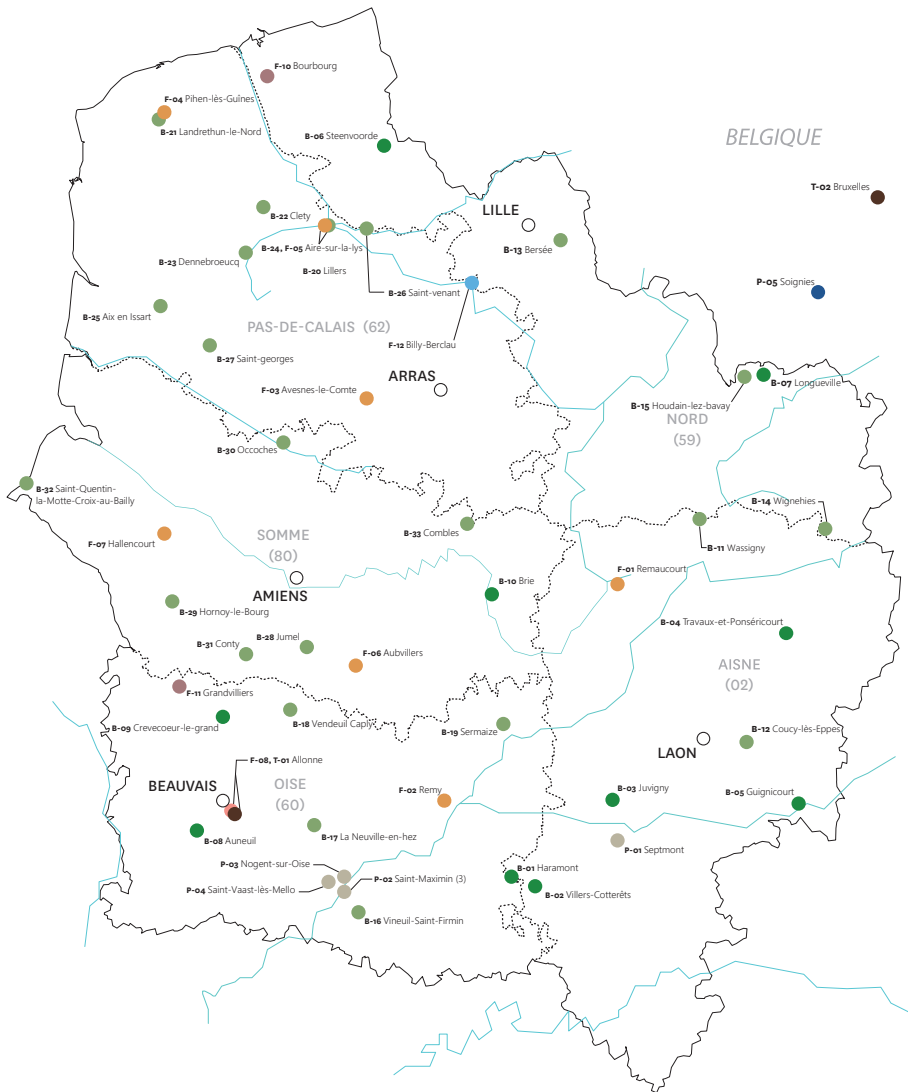 F-10 Bourbourg
F-04 Pihen-lès-Guînes
B-21 Landrethun-le-Nord
B-06 Steenvoorde
BELGIQUE
T-02 Bruxelles
B-22 Clety
LILLE
B-24, F-05 Aire-sur-la-lys
B-13 Bersée
B-23 Dennebroeucq
B-20 Lillers
B-26 Saint-venant
P-05 Soignies
B-25 Aix en Issart
PAS-DE-CALAIS (62)
F-12 Billy-Berclau
B-27 Saint-georges
ARRAS
F-03 Avesnes-le-Comte
B-07 Longueville
B-15 Houdain-lez-bavay
NORD
(59)
B-30 Occoches
B-32 Saint-Quentin-
la-Motte-Croix-au-Bailly
B-14 Wignehies
F-07 Hallencourt
SOMME
(80)
B-33 Combles
B-11 Wassigny
F-01 Remaucourt
B-10 Brie
AMIENS
B-29 Hornoy-le-Bourg
B-04 Travaux-et-Ponséricourt
B-31 Conty
B-28 Jumel
F-06 Aubvillers
AISNE
(02)
F-11 Grandvilliers
B-09 Crevecoeur-le-grand
B-18 Vendeuil Caply
B-19 Sermaize
B-12 Coucy-lès-Eppes
LAON
F-08, T-01 Allonne
BEAUVAIS
OISE
(60)
F-02 Remy
B-03 Juvigny
B-05 Guignicourt
B-08 Auneuil
B-17 La Neuville-en-hez
P-01 Septmont
P-03 Nogent-sur-Oise
B-01 Haramont
P-04 Saint-Vaast-lès-Mello
P-02 Saint-Maximin (3)
B-02 Villers-Cotterêts
B-16 Vineuil-Saint-Firmin